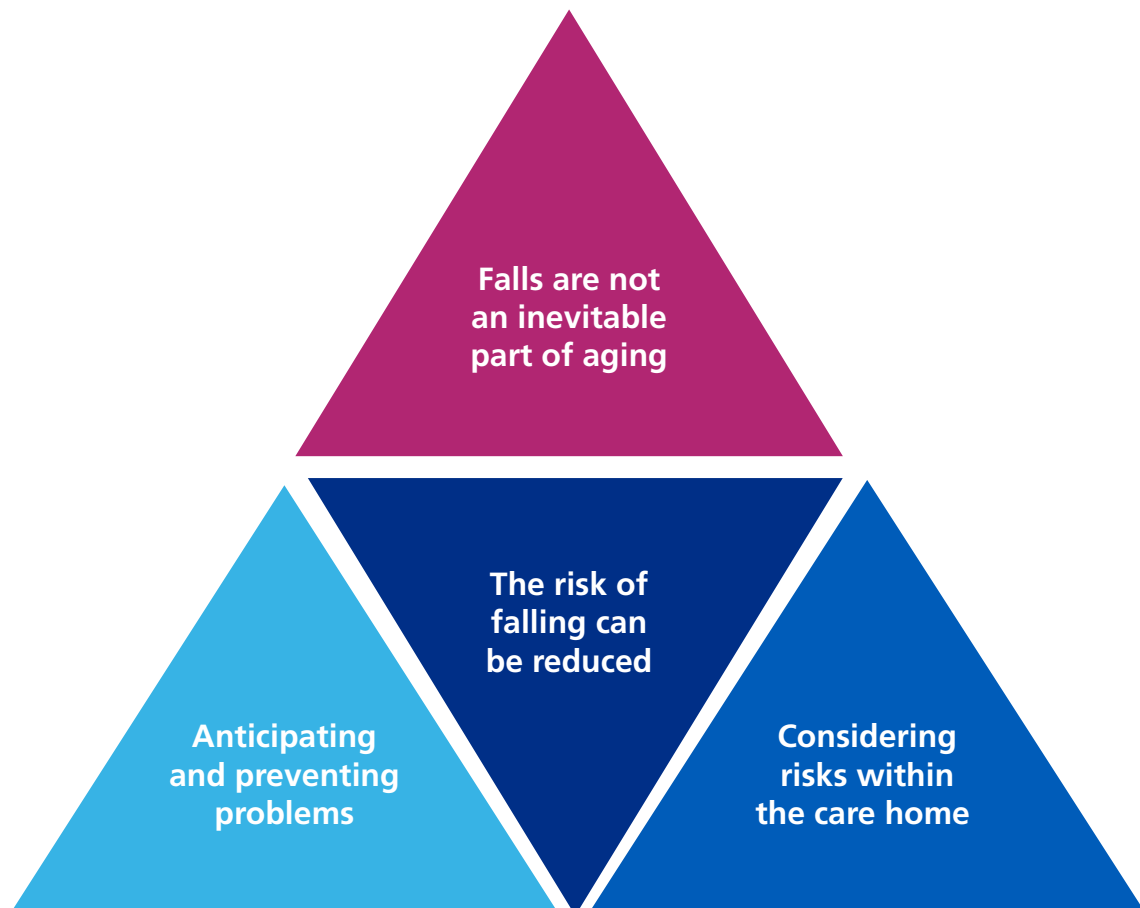 Falls are not
an inevitable
part of aging
The risk of
falling can
be reduced
Anticipating
and preventing
problems
Considering
risks within
the care home